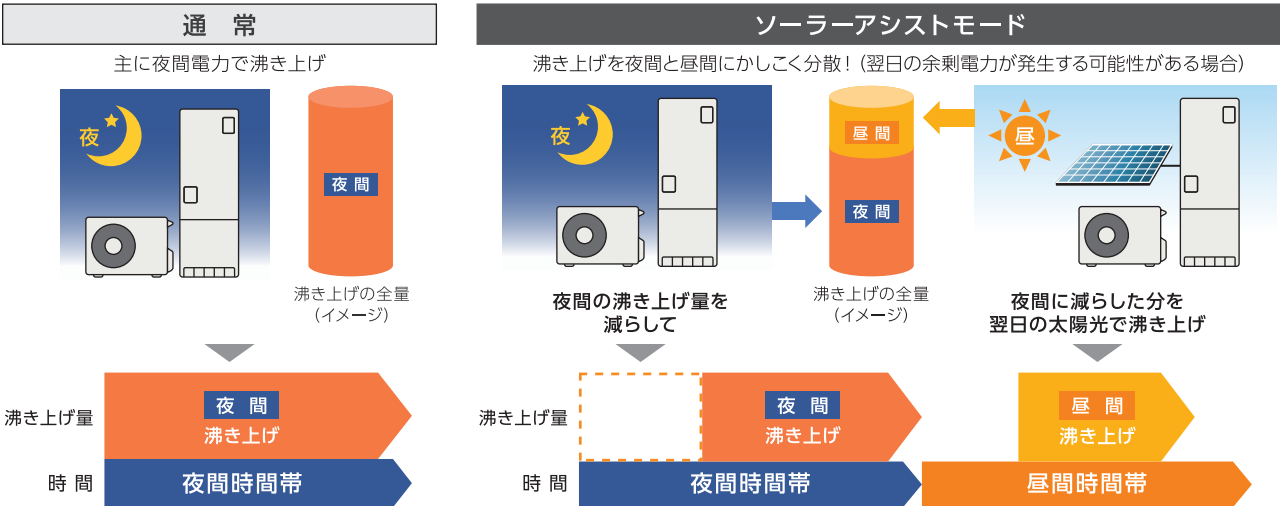 通常
主に夜間電力で沸き上げ
夜
夜間
沸き上げの全量
(イメージ)
沸き上げ量
夜間
沸き上げ
時間
夜間時間帯
ソーラーアシストモード
沸き上げを夜間と昼間にかしこく分散!(翌日の余剰電力が発生する可能性がある場合)
夜
昼間
夜間
昼
夜間の沸き上げ量を
減らして
沸き上げの全量
(イメージ)
夜間に減らした分を
翌日の太陽光で沸き上げ
沸き上げ量
夜間
沸き上げ
昼間
沸き上げ
時間
夜間時間帯
昼間時間帯